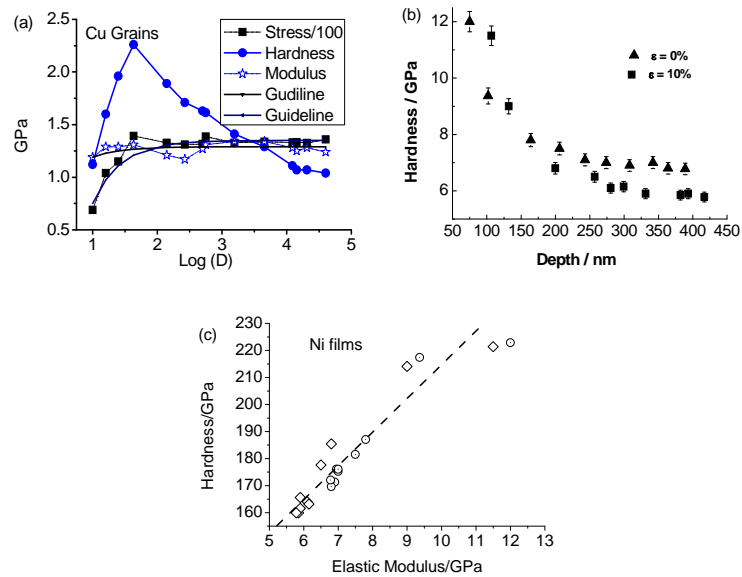 (a)
Cu Grains
Stress/100
Hardness
Modulus
Gudiline
Guideline
GPa
2.5
2.0
1.5
1.0
0.5
0 1 2 3 4 5
Log (D)
(b)
ε = 0%
ε = 10%
Hardness / GPa
12
10
8
6
50 100 150 200 250 300 350 400 450
Depth / nm
(c)
Ni films
Hardness/GPa
230
220
210
200
190
180
170
160
5 6 7 8 9 10 11 12 13
Elastic Modulus/GPa